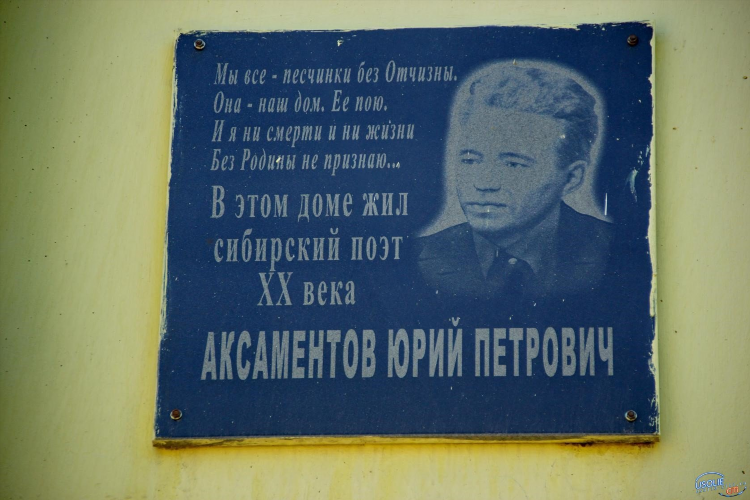 Мы все - песчинки без Отчизны.
Она - наш дом. Ее пою.
И я ни смерти и ни жизни
Без Родины не признаю...
В этом доме жил
сибирский поэт
XX века
АКСАМЕНТОВ ЮРИЙ ПЕТРОВИЧ